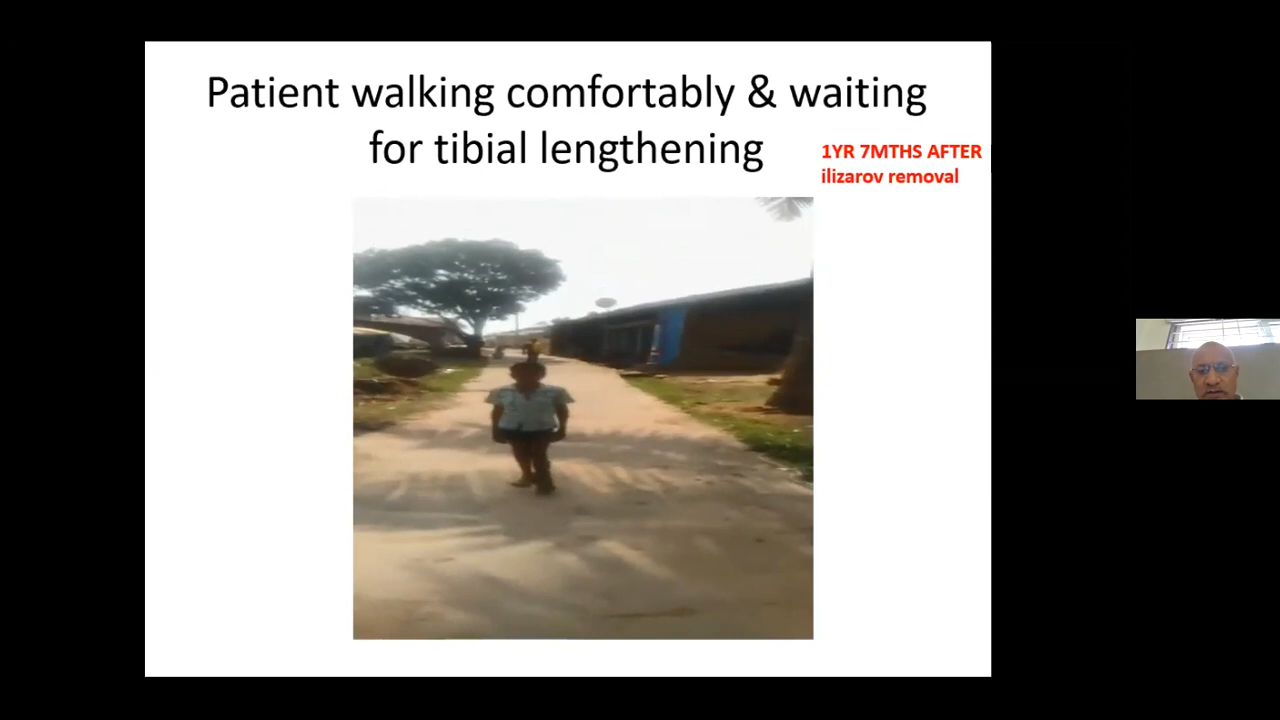 Patient walking comfortably & waiting
for tibial lengthening
1YR 7MTHS AFTER
ilizarov removal